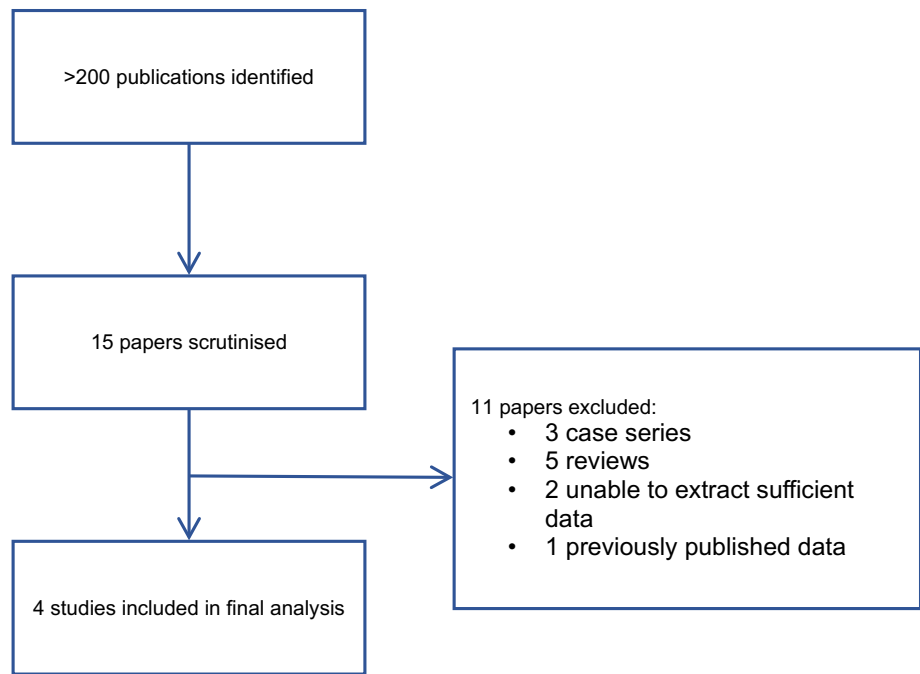 >200 publications identified
15 papers scrutinised
11 papers excluded:
• 3 case series
• 5 reviews
• 2 unable to extract sufficient
data
• 1 previously published data
4 studies included in final analysis